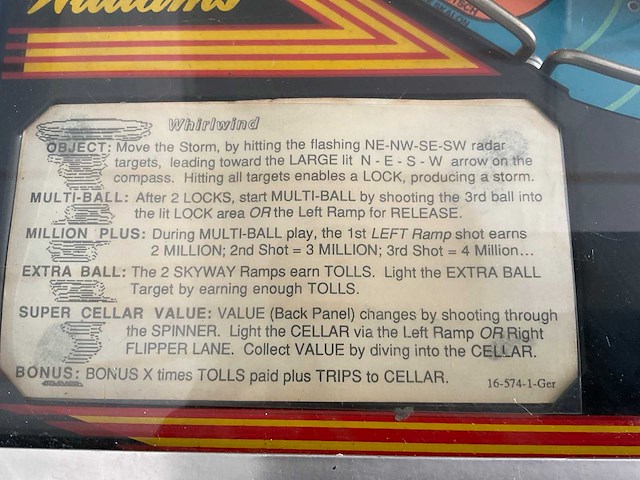 Williams
Whirlwind
OBJECT: Move the Storm, by hitting the flashing NE-NW-SE-SW radar
targets, leading toward the LARGE lit N - E - S - W arrow on the
compass. Hitting all targets enables a LOCK, producing a storm.
MULTI-BALL: After 2 LOCKS, start MULTI-BALL by shooting the 3rd ball into
the lit LOCK area OR the Left Ramp for RELEASE.
MILLION PLUS: During MULTI-BALL play, the 1st LEFT Ramp shot earns
2 MILLION; 2nd Shot = 3 MILLION; 3rd Shot = 4 Million...
EXTRA BALL: The 2 SKYWAY Ramps earn TOLLS. Light the EXTRA BALL
Target by earning enough TOLLS.
SUPER CELLAR VALUE: VALUE (Back Panel) changes by shooting through
the SPINNER. Light the CELLAR via the Left Ramp OR Right
FLIPPER LANE. Collect VALUE by diving into the CELLAR.
BONUS: BONUS X times TOLLS paid plus TRIPS to CELLAR.
16-574-1-Ger